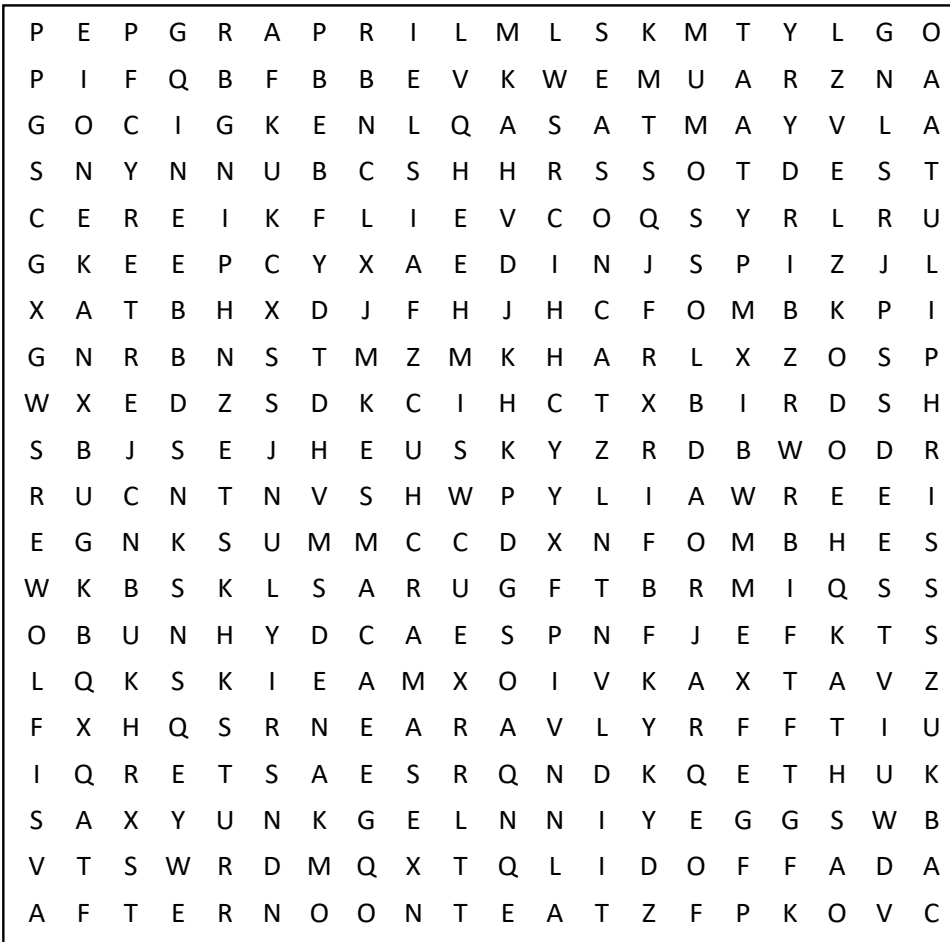 P E P G R A P R I L M L S K M T Y L G O
P I F Q B F B B E V K W E M U A R Z N A
G O C I G K E N L Q A S A T M A Y V L A
S N Y N N U B C S H H R S S O T D E S T
C E R E I K F L I E V C O Q S Y R L R U
G K E E P C Y X A E D I N J S P I Z J L
X A T B H X D J F H J H C F O M B K P I
G N R B N S T M Z M K H A R L X Z O S P
W X E D Z S D K C I H C T X B I R D S H
S B J S E J H E U S K Y Z R D B W O D R
R U C N T N V S H W P Y L I A W R E E I
E G N K S U M M C C D X N F O M B H E S
W K B S K L S A R U G F T B R M I Q S S
O B U N H Y D C A E S P N F J E F K T S
L Q K S K I E A M X O I V K A X T A V Z
F X H Q S R N E A R A V L Y R F F T I U
I Q R E T S A E S R Q N D K Q E T H U K
S A X Y U N K G E L N N I Y E G G S W B
V T S W R D M Q X T Q L I D O F F A D A
A F T E R N O O N T E A T Z F P K O V C